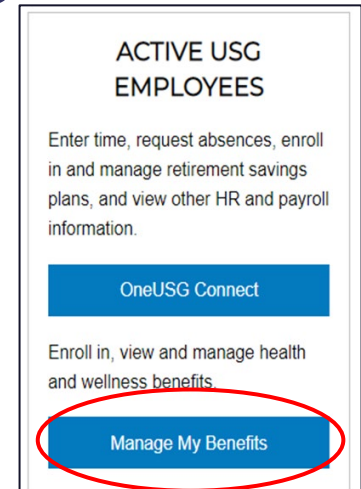 ACTIVE USG
EMPLOYEES
Enter time, request absences, enroll
in and manage retirement savings
plans, and view other HR and payroll
information.
OneUSG Connect
Enroll in, view and manage health
and wellness benefits.
Manage My Benefits